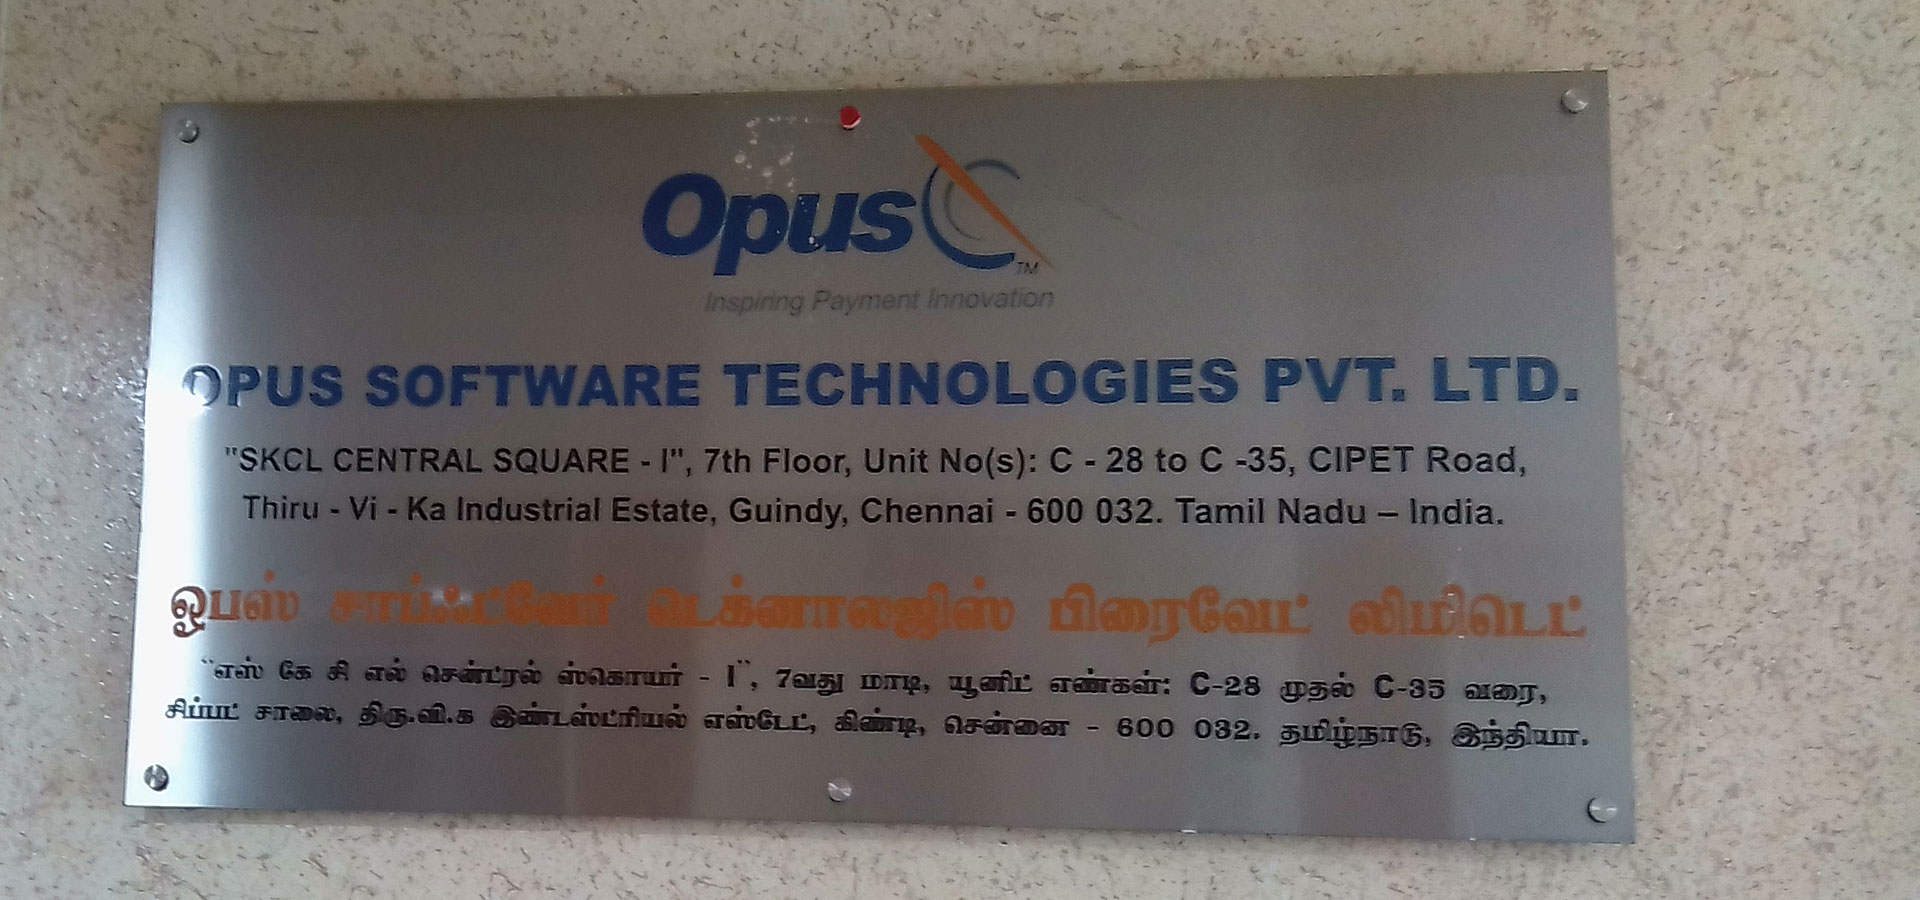 Opus
TM
Inspiring Payment Innovation
OPUS SOFTWARE TECHNOLOGIES PVT. LTD.
"SKCL CENTRAL SQUARE - I", 7th Floor, Unit No(s): C - 28 to C -35, CIPET Road,
Thiru - Vi - Ka Industrial Estate, Guindy, Chennai - 600 032. Tamil Nadu – India.
ஓபஸ் சாப்ஃட்வேர் டெக்னாலஜிஸ் பிரைவேட் லிமிடெட்
"எஸ் கே சி எல் சென்ட்ரல் ஸ்கொயர் - I", 7வது மாடி, யூனிட் எண்கள்: C-28 முதல் C-35 வரை,
சிப்பட் சாலை, திரு.வி.க இண்டஸ்ட்ரியல் எஸ்டேட், கிண்டி, சென்னை - 600 032. தமிழ்நாடு, இந்தியா.